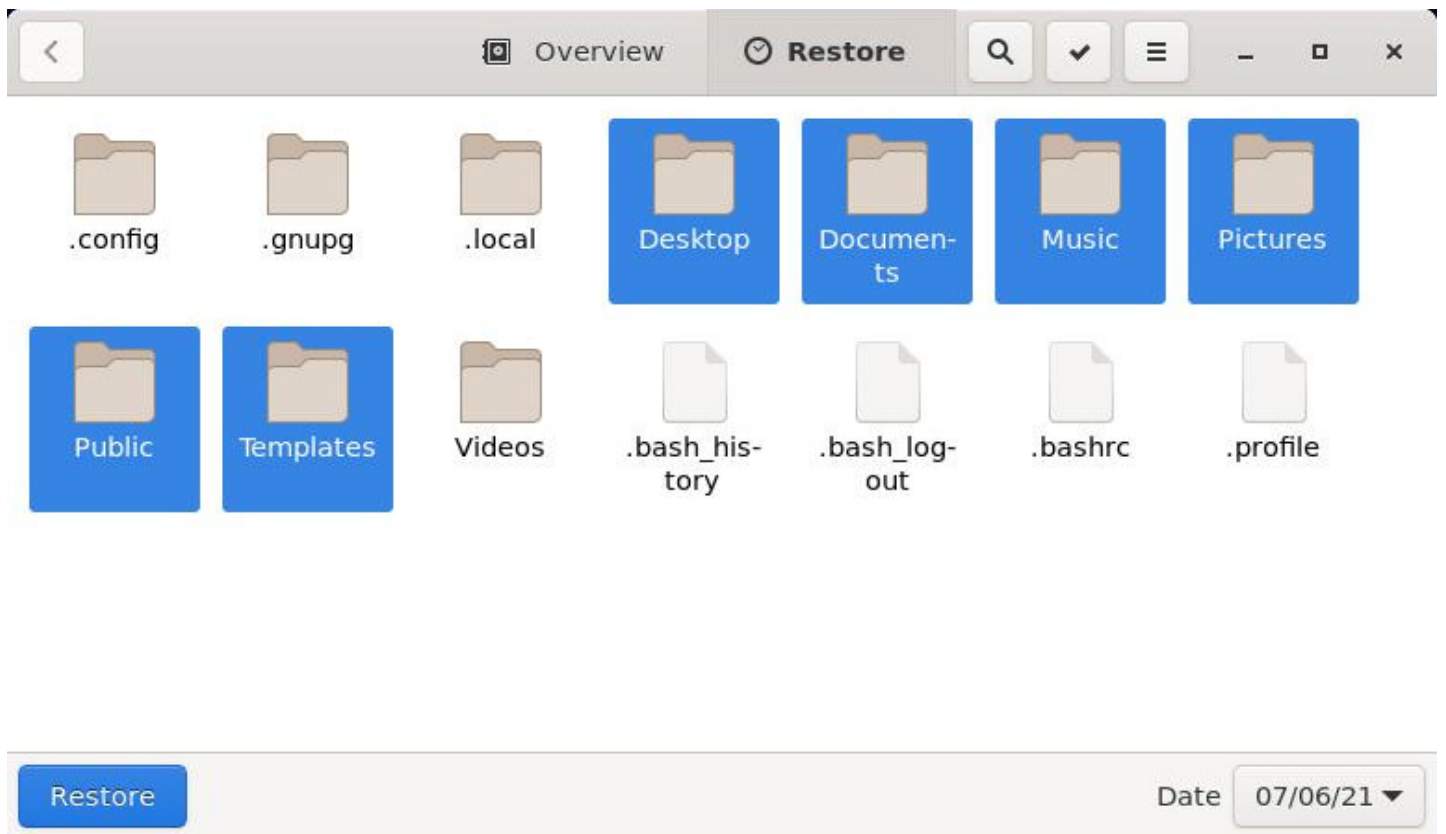 Overview
Restore
.config
.gnupg
.local
Desktop
Documen-
ts
Music
Pictures
Public
Templates
Videos
.bash_his-
tory
.bash_log-
out
.bashrc
.profile
Restore
Date
07/06/21